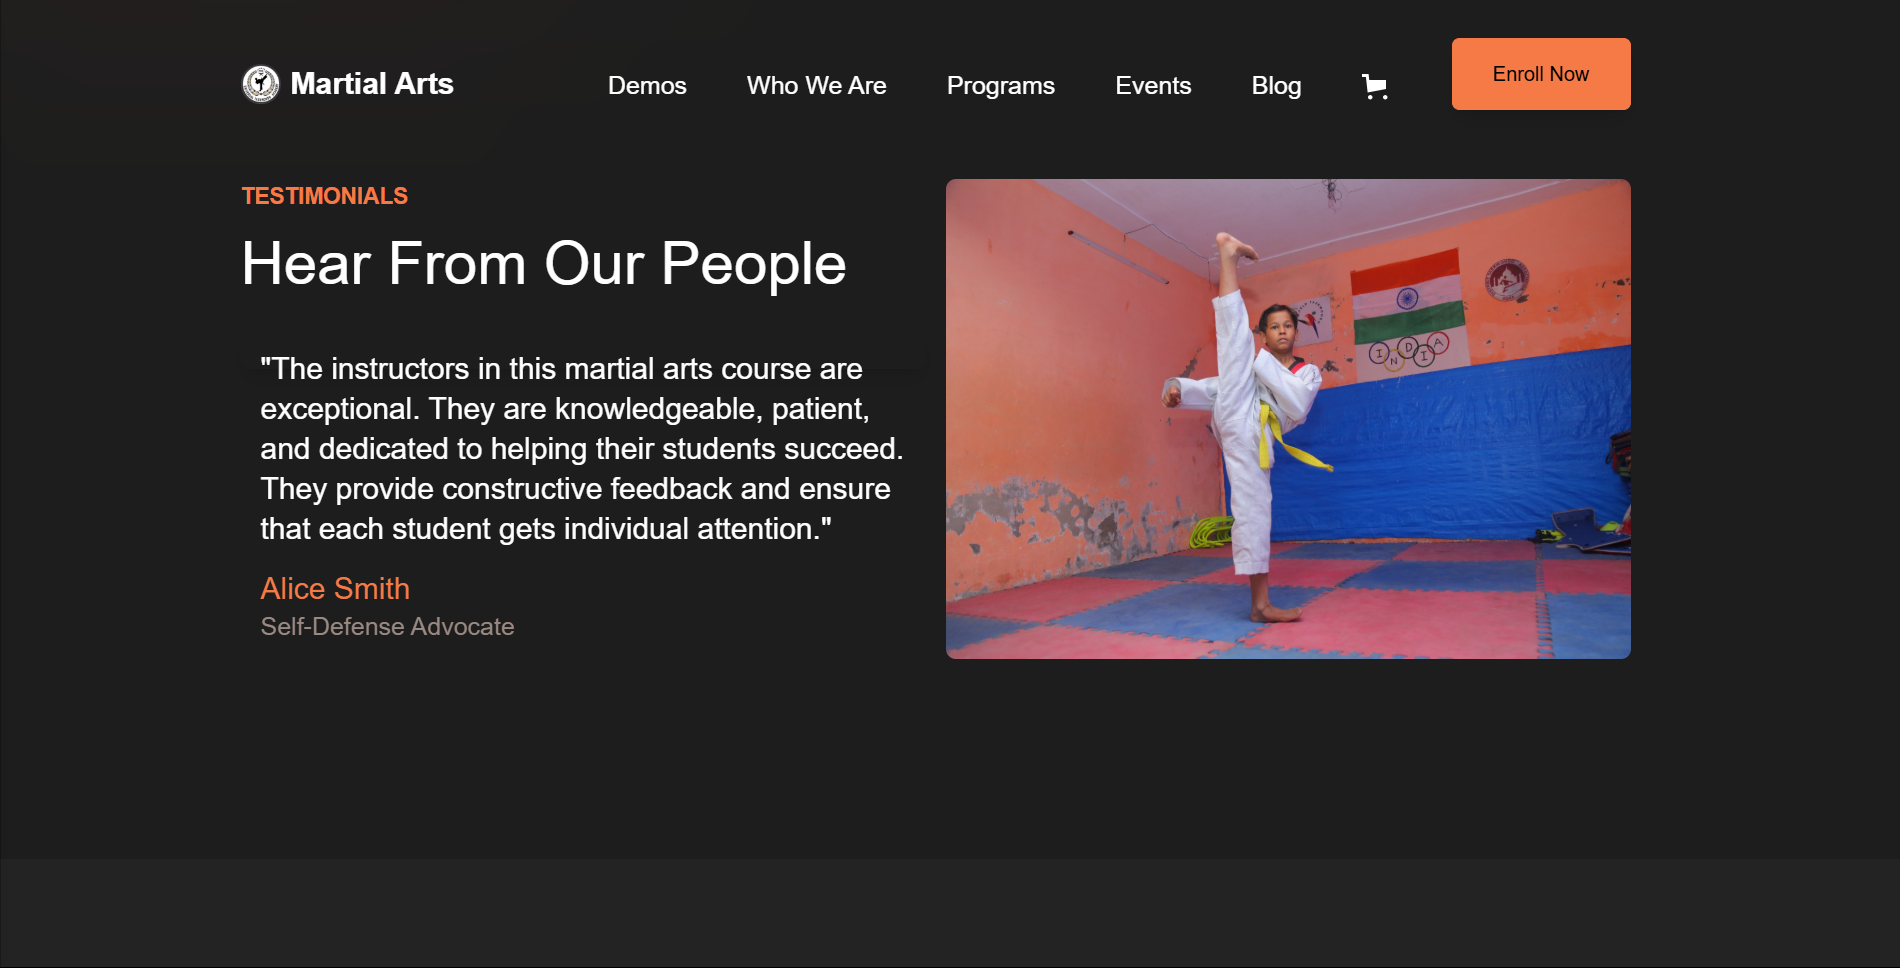 Martial Arts
Demos
Who We Are
Programs
Events
Blog
Enroll Now
TESTIMONIALS
Hear From Our People
"The instructors in this martial arts course are
exceptional. They are knowledgeable, patient,
and dedicated to helping their students succeed.
They provide constructive feedback and ensure
that each student gets individual attention."
Alice Smith
Self-Defense Advocate
INDIA